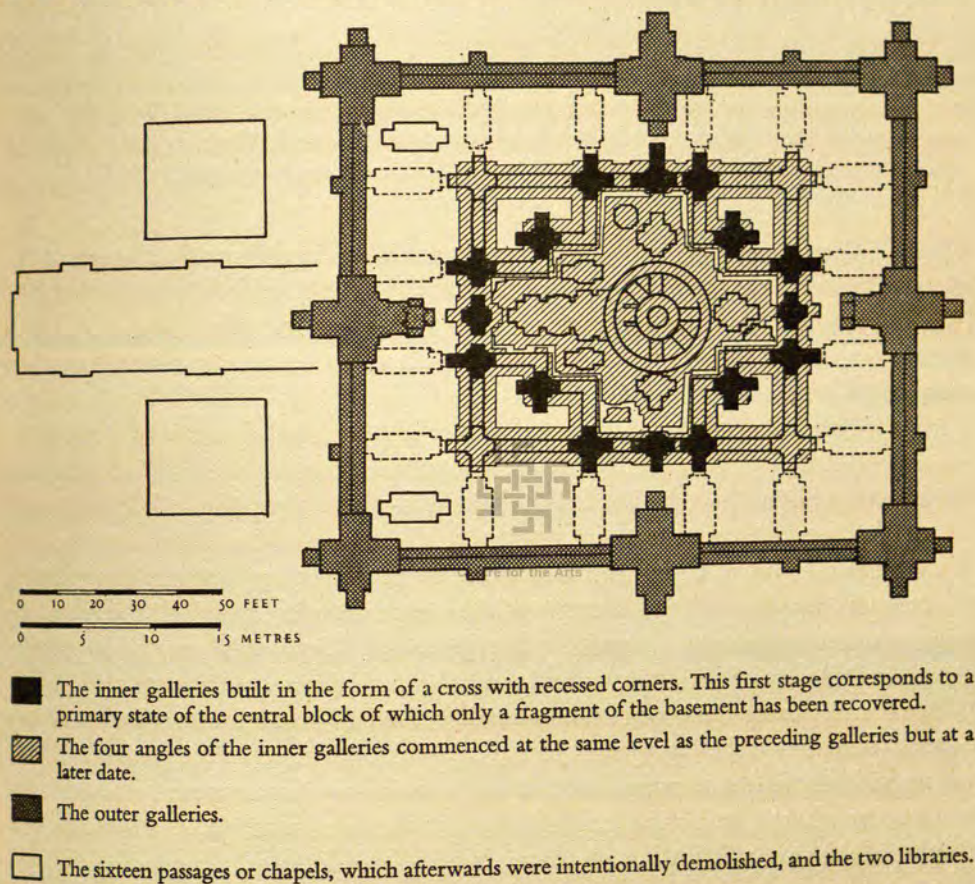 Centre for the Arts
0 10 20 30 40 50 FEET
0 5 10 15 METRES
The inner galleries built in the form of a cross with recessed corners. This first stage corresponds to a
primary state of the central block of which only a fragment of the basement has been recovered.
The four angles of the inner galleries commenced at the same level as the preceding galleries but at a
later date.
The outer galleries.
The sixteen passages or chapels, which afterwards were intentionally demolished, and the two libraries.